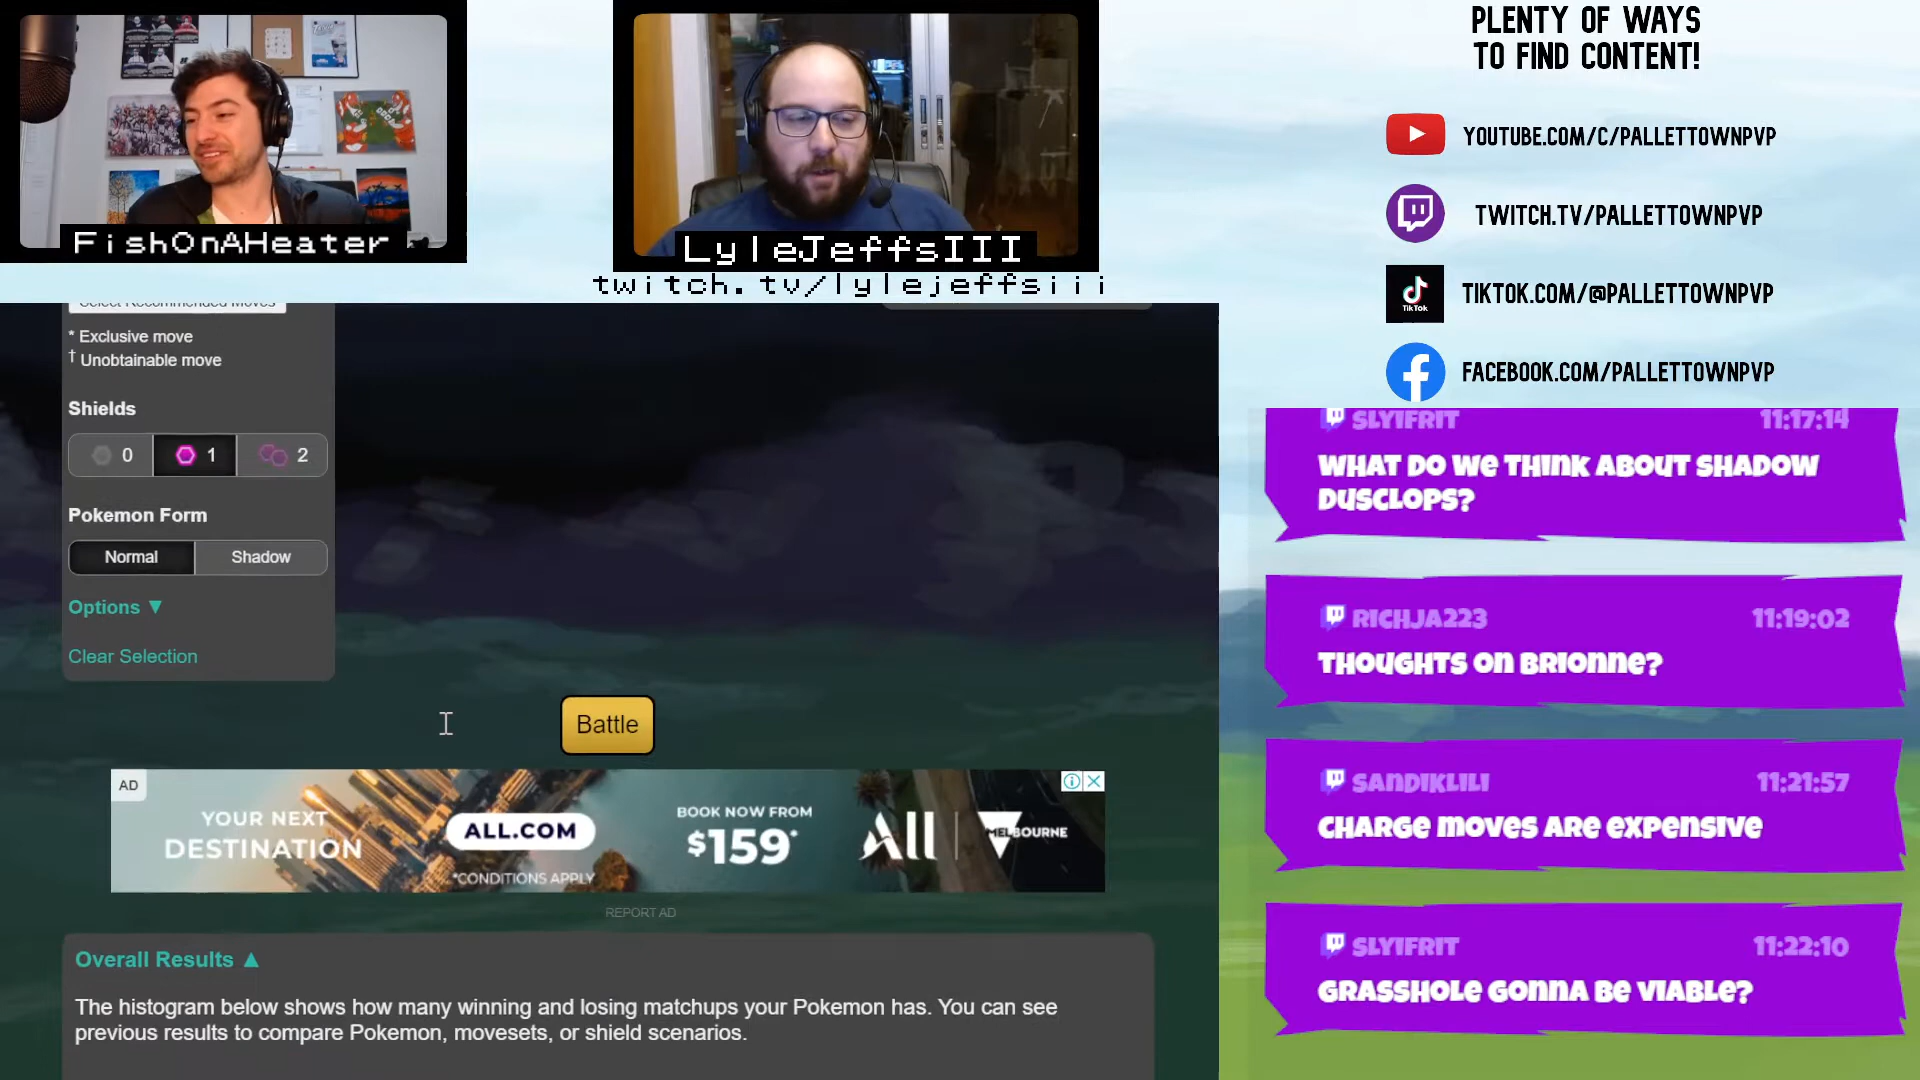 PLENTY OF WAYS
TO FIND CONTENT!
YOUTUBE.COM/C/PALLETTOWNPVP
TWITCH.TV/PALLETTOWNPVP
TikTok
TIKTOK.COM/@PALLETTOWNPVP
FACEBOOK.COM/PALLETTOWNPVP
FishOnAHeater
LyleJeffsIII
twitch.tv/lylejeffsiii
Select Recommended Moves
* Exclusive move
† Unobtainable move
Shields
0 1 2
Pokemon Form
Normal Shadow
Options ▼
Clear Selection
Battle
AD
YOUR NEXT
DESTINATION
ALL.COM
*CONDITIONS APPLY
BOOK NOW FROM
$159*
ALL
MELBOURNE
REPORT AD
Overall Results ▲
The histogram below shows how many winning and losing matchups your Pokemon has. You can see
previous results to compare Pokemon, movesets, or shield scenarios.
SLYIFRIT 11:17:14
WHAT DO WE THINK ABOUT SHADOW
DUSCLOPS?
RICHJA223 11:19:02
THOUGHTS ON BRIONNE?
SANDIKLILI 11:21:57
CHARGE MOVES ARE EXPENSIVE
SLYIFRIT 11:22:10
GRASSHOLE GONNA BE VIABLE?